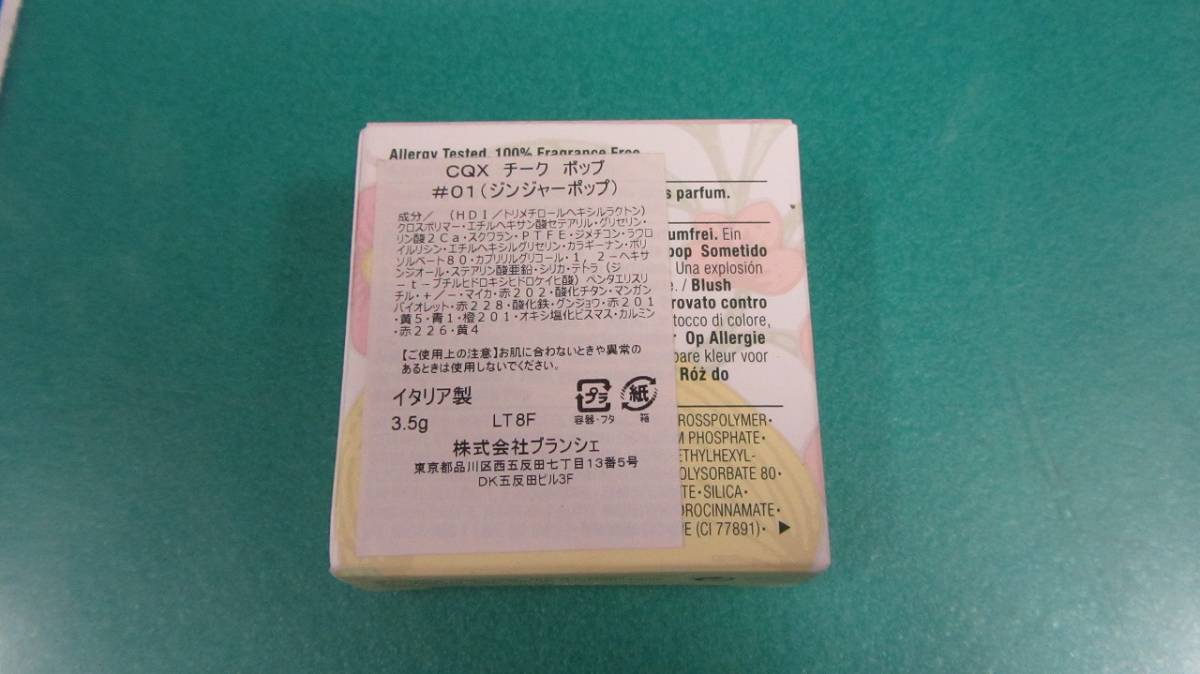 Allergy Tested. 100% Fragrance Free.
CQX チーク ポップ
#01(ジンジャーポップ)
成分/ (HDI/トリメチロールヘキシルラクトン)
クロスポリマー・エチルヘキサン酸セテアリル・グリセリン・
リン酸2Ca・スクワラン・PTFE・ジメチコン・ラウロ
イルリシン・エチルヘキシルグリセリン・カラギーナン・ポリ
ソルベート80・カプリリルグリコール・1,2-ヘキサ
ンジオール・ステアリン酸亜鉛・シリカ・テトラ(ジ
-t-ブチルヒドロキシヒドロケイヒ酸)ペンタエリスリ
チル・+/-・マイカ・赤202・酸化チタン・マンガン
バイオレット・赤228・酸化鉄・グンジョウ・赤201
・黄5・青1・橙201・オキシ塩化ビスマス・カルミン・
赤226・黄4
【ご使用上の注意】お肌に合わないときや異常の
あるときは使用しないでください。
イタリア製
プラ
紙
容器・フタ
箱
3.5g LT8F
株式会社ブランシェ
東京都品川区西五反田七丁目13番5号
DK五反田ビル3F
s parfum.
umfrei. Ein
pop Sometido
. Una explosión
e. / Blush
rovato contro
tocco di colore,
r Op Allergie
bare kleur voor
Róż do
ROSSPOLYMER•
M PHOSPHATE•
ETHYLHEXYL-
OLYSORBATE 80•
TE•SILICA•
DROCINNAMATE•
E (CI 77891)• ▶